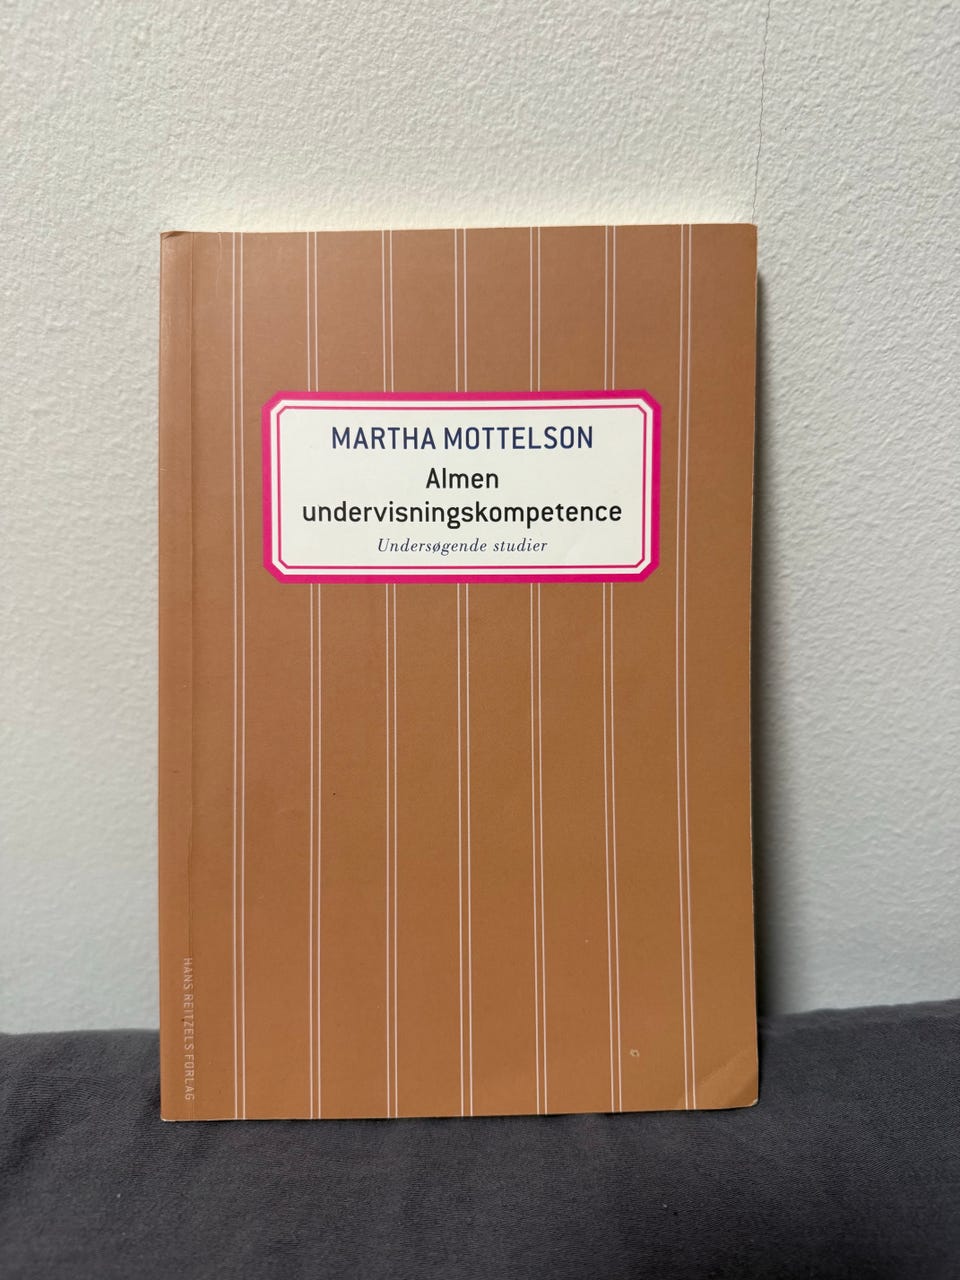 MARTHA MOTTELSON
Almen
undervisningskompetence
Undersøgende studier
HANS REITZELS FORLAG